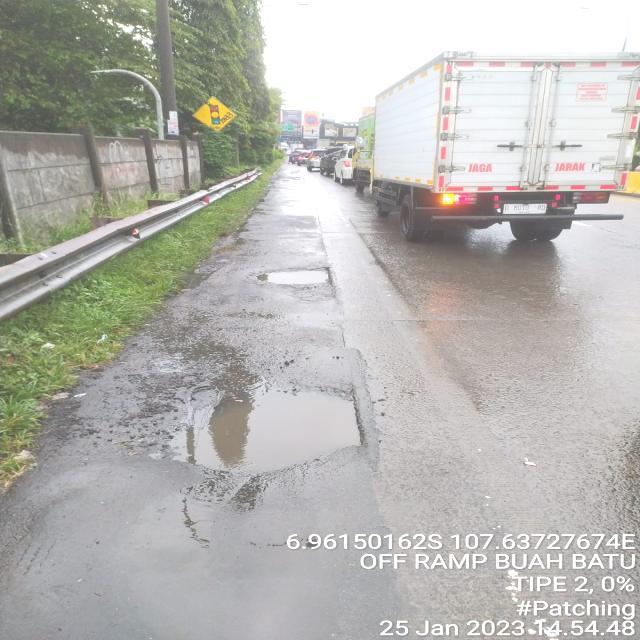 JAGA JARAK
6.96150162S 107.63727674E
OFF RAMP BUAH BATU
TIPE 2, 0%
#Patching
25 Jan 2023 14.54.48